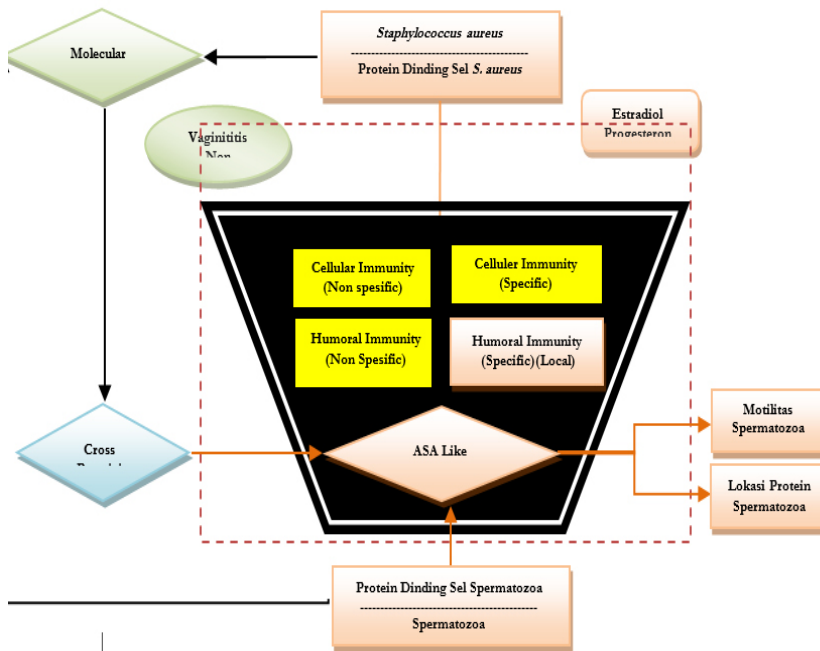 Staphylococcus aureus
Protein Dinding Sel S. aureus
Molecular
Estradiol
Progesteron
Vaginititis
Non
Cellular Immunity
(Non spesific)
Celluler Immunity
(Specific)
Humoral Immunity
(Non Spesific)
Humoral Immunity
(Specific)(Local)
Motilitas
Spermatozoa
Cross
ASA Like
Lokasi Protein
Spermatozoa
Protein Dinding Sel Spermatozoa
Spermatozoa